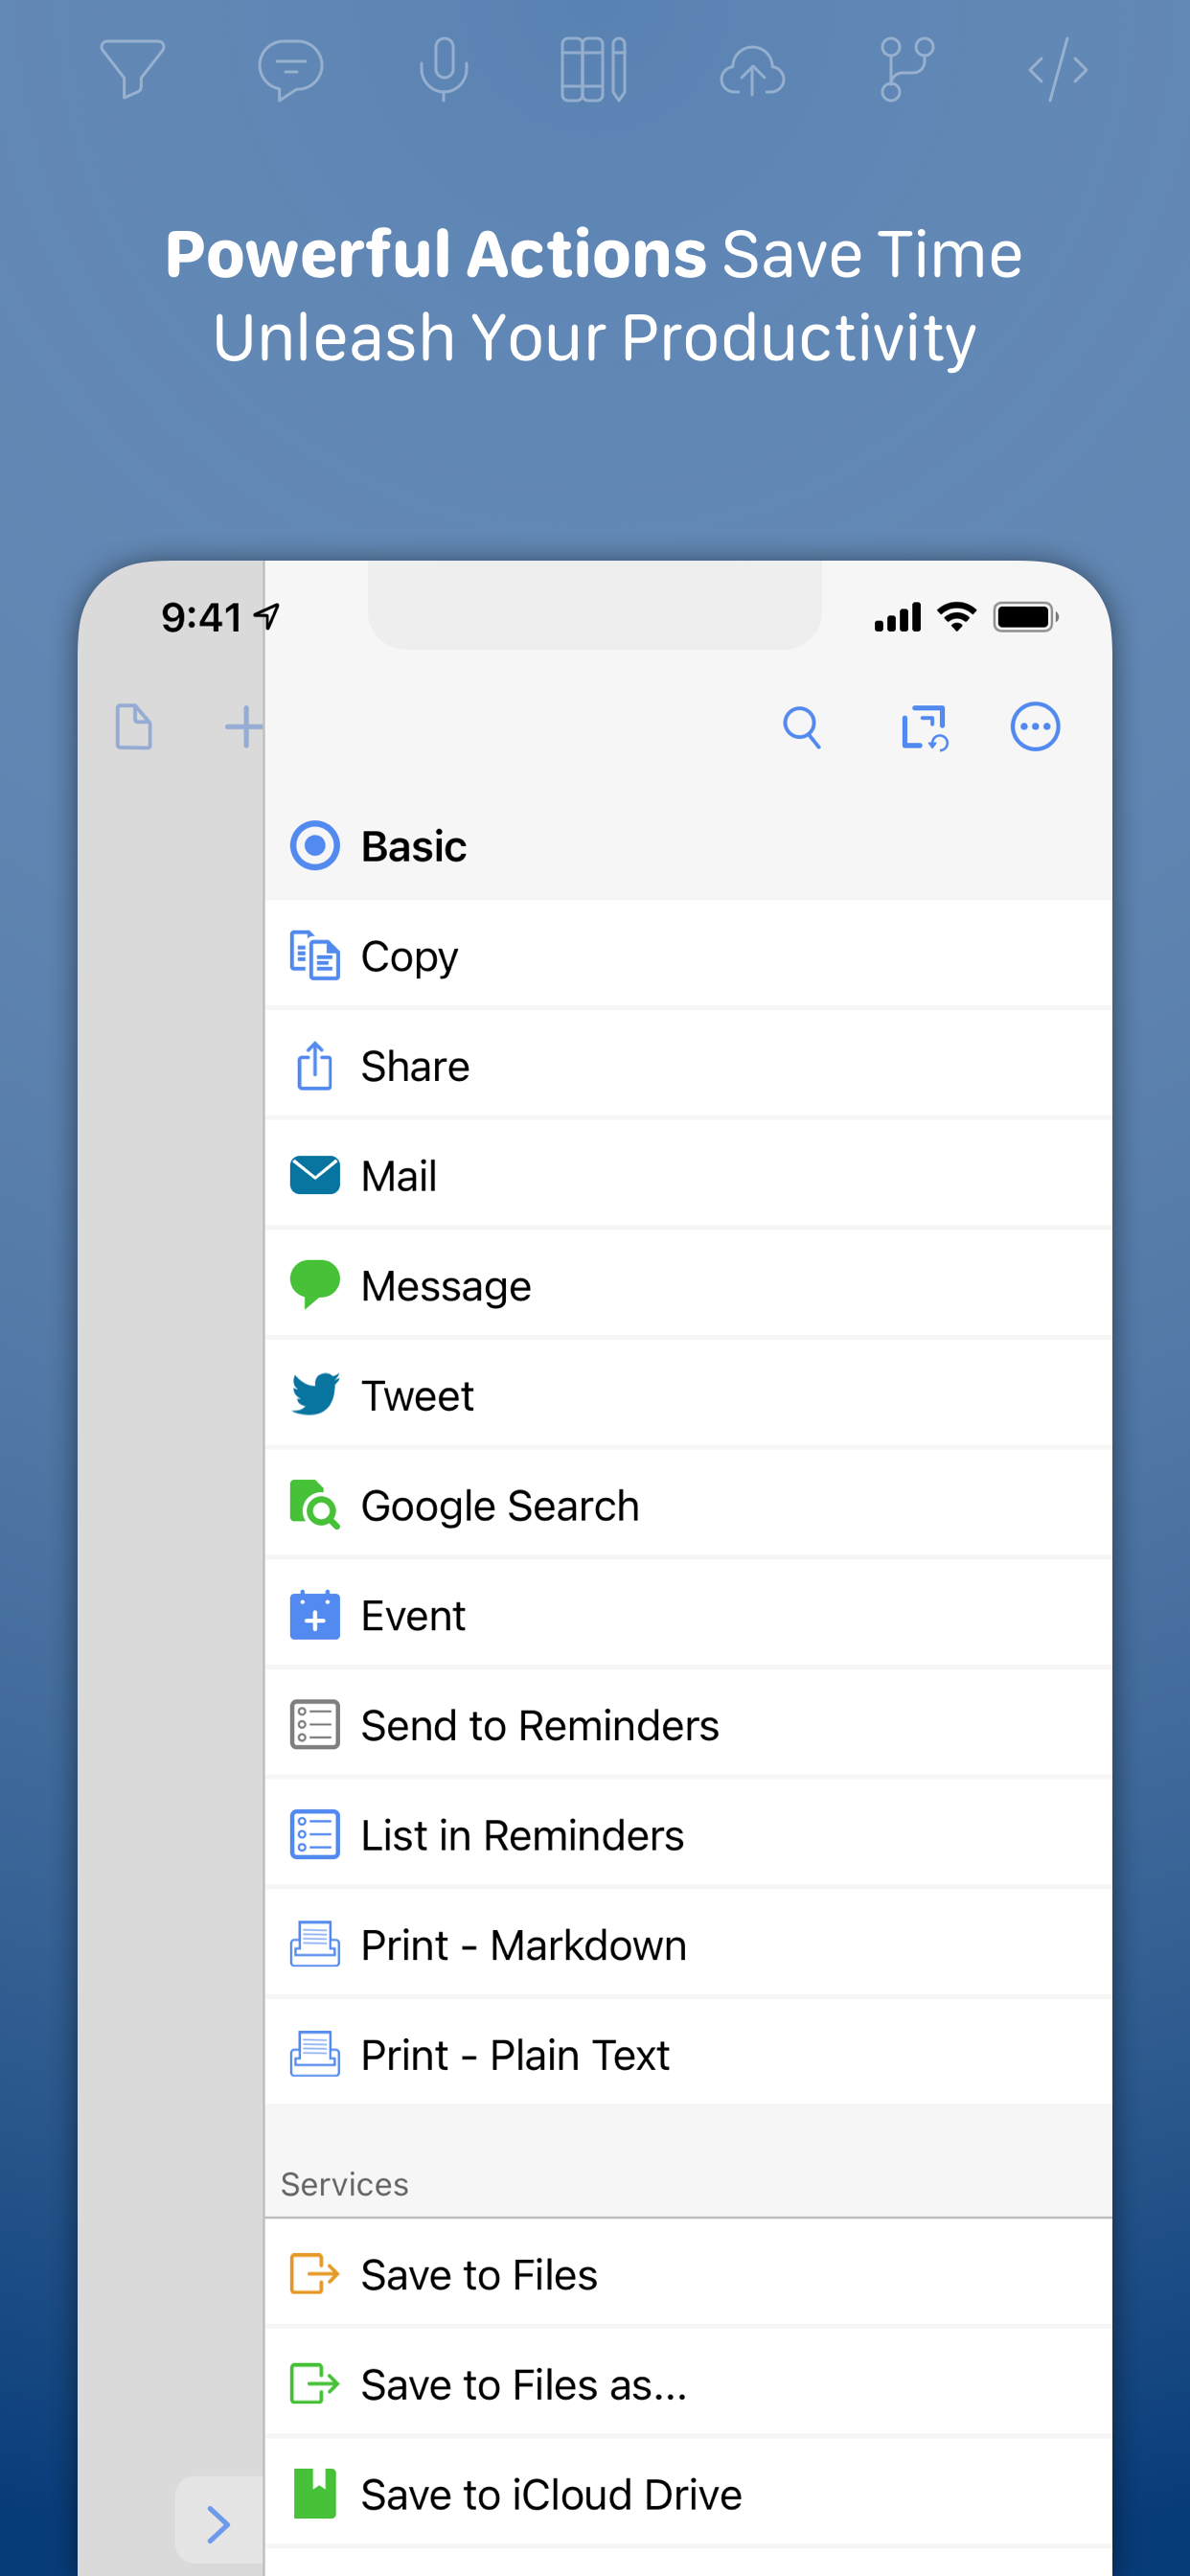 Powerful Actions Save Time
Unleash Your Productivity
9:41
Basic
Copy
Share
Mail
Message
Tweet
Google Search
Event
Send to Reminders
List in Reminders
Print - Markdown
Print - Plain Text
Services
Save to Files
Save to Files as...
Save to iCloud Drive